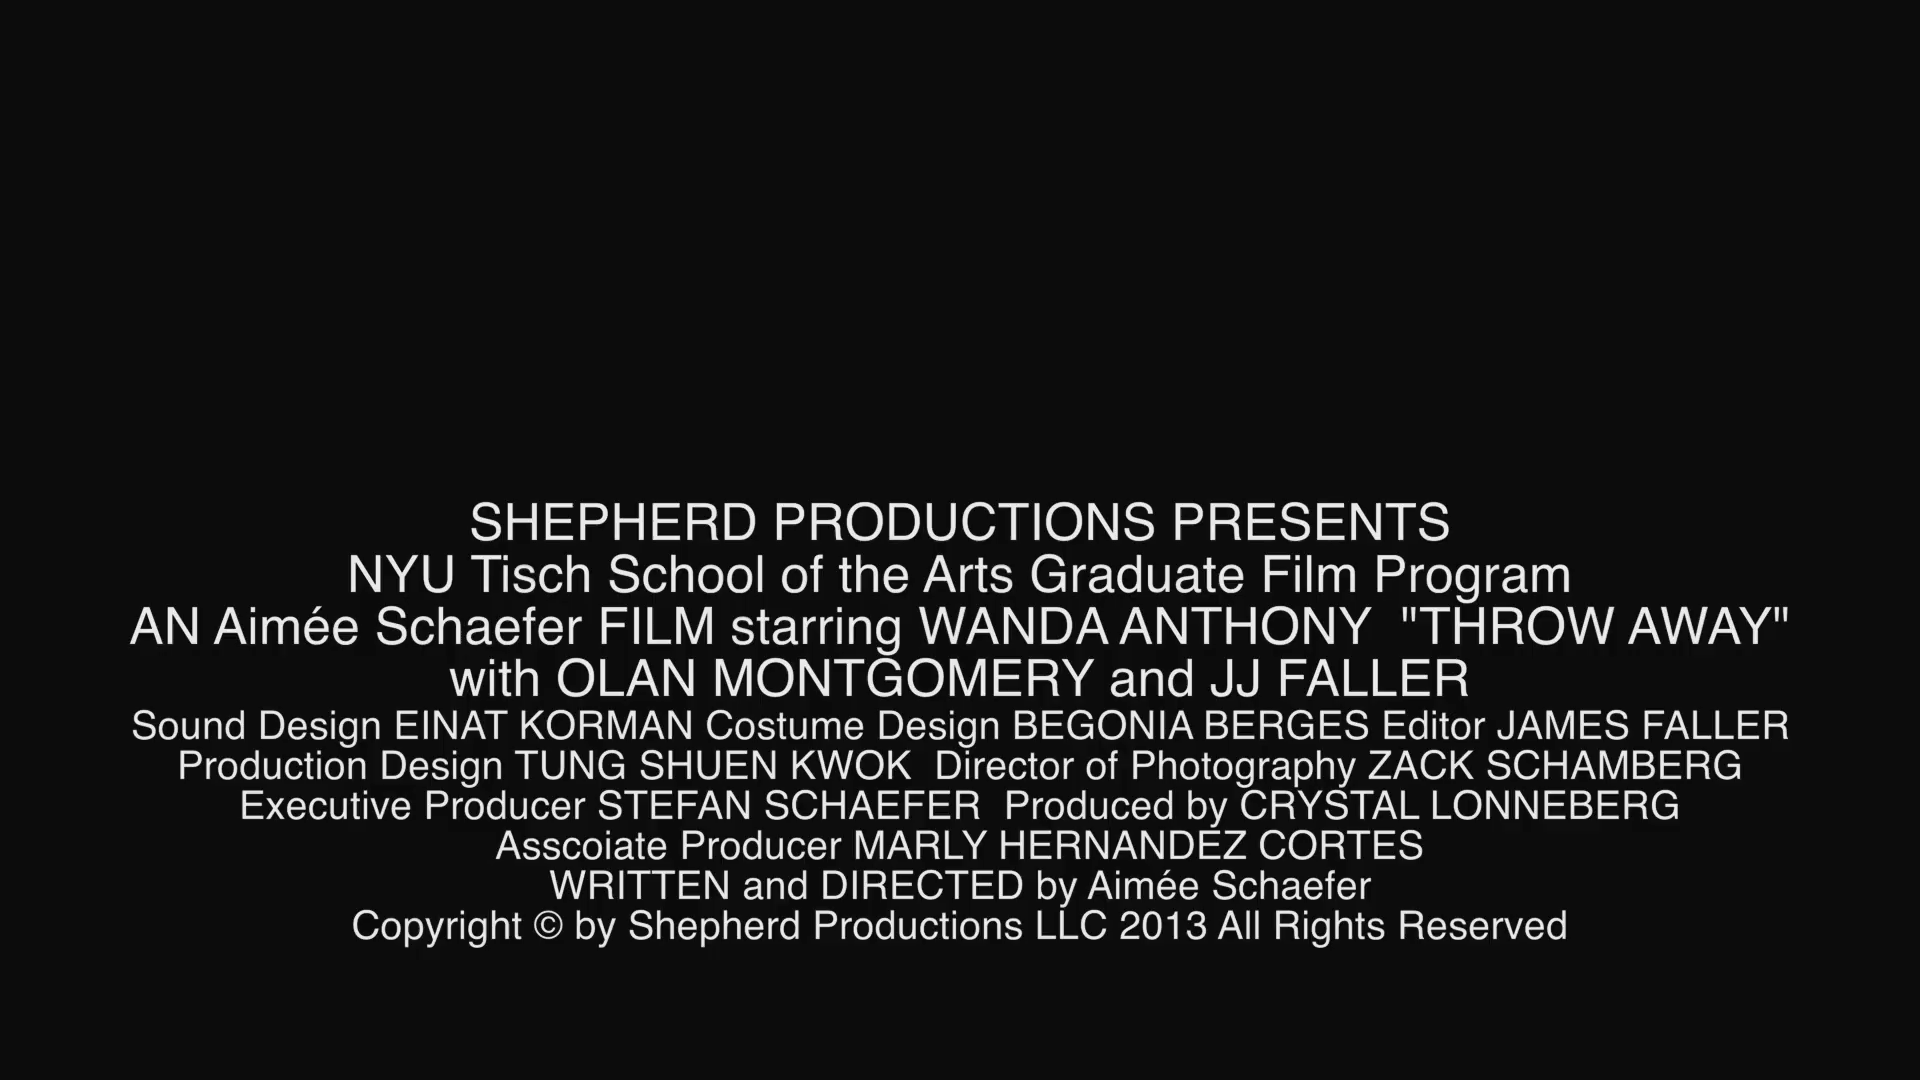 SHEPHERD PRODUCTIONS PRESENTS
NYU Tisch School of the Arts Graduate Film Program
AN Aimée Schaefer FILM starring WANDA ANTHONY  "THROW AWAY"
with OLAN MONTGOMERY and JJ FALLER
Sound Design EINAT KORMAN Costume Design BEGONIA BERGES Editor JAMES FALLER
Production Design TUNG SHUEN KWOK  Director of Photography ZACK SCHAMBERG
Executive Producer STEFAN SCHAEFER  Produced by CRYSTAL LONNEBERG
Asscoiate Producer MARLY HERNANDEZ CORTES
WRITTEN and DIRECTED by Aimée Schaefer
Copyright © by Shepherd Productions LLC 2013 All Rights Reserved